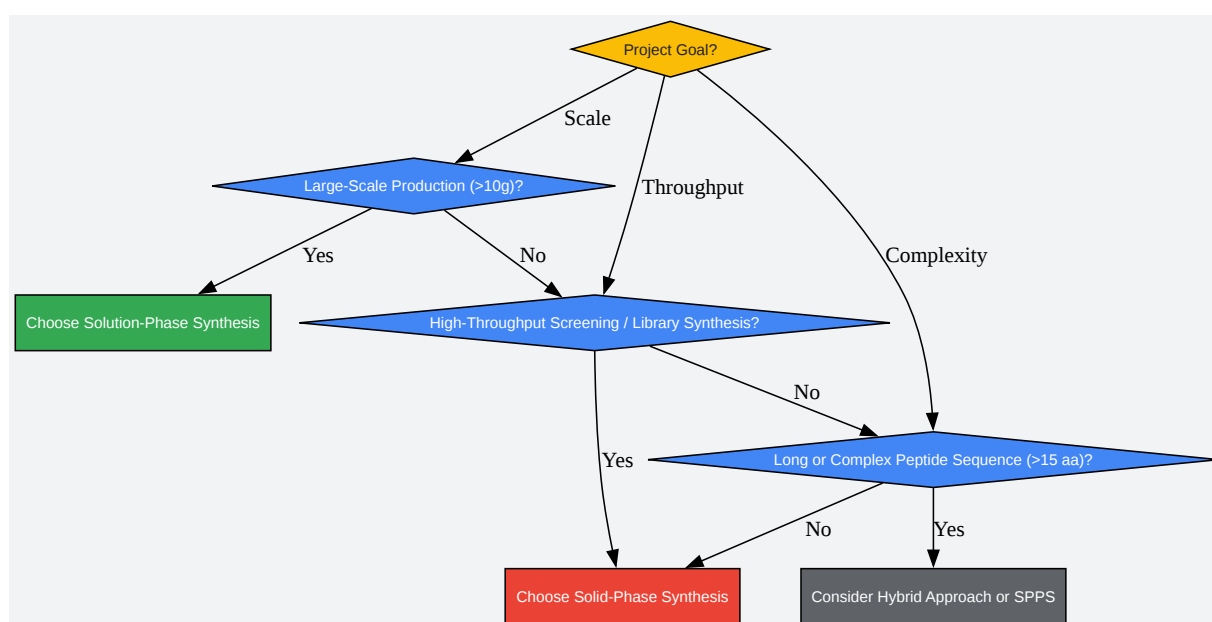 Project Goal?
Scale
Large-Scale Production (>10g)?
Throughput
Yes
No
Complexity
Choose Solution-Phase Synthesis
High-Throughput Screening / Library Synthesis?
No
Yes
Long or Complex Peptide Sequence (>15 aa)?
No
Yes
Choose Solid-Phase Synthesis
Consider Hybrid Approach or SPPS